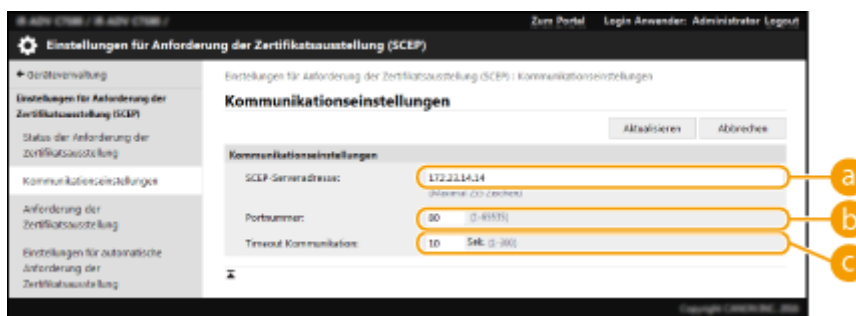 Zum Portal Login Anwender: Administrator Logout
Einstellungen für Anforderung der Zertifikatsausstellung (SCEP)
Geräteverwaltung
Einstellungen für Anforderung der Zertifikatsausstellung (SCEP) : Kommunikationseinstellungen
Einstellungen für Anforderung der
Zertifikatsausstellung (SCEP)
Kommunikationseinstellungen
Status der Anforderung der
Zertifikatsausstellung
Aktualisieren Abbrechen
Kommunikationseinstellungen
Kommunikationseinstellungen
SCEP-Serveradresse: 172.23.14.14 a
(Maximal 255 Zeichen)
Anforderung der
Zertifikatsausstellung
Portnummer: 80 (1-65535) b
Timeout Kommunikation: 10 Sek. (1-300) c
Einstellungen für automatische
Anforderung der
Zertifikatsausstellung
Copyright CANON INC.